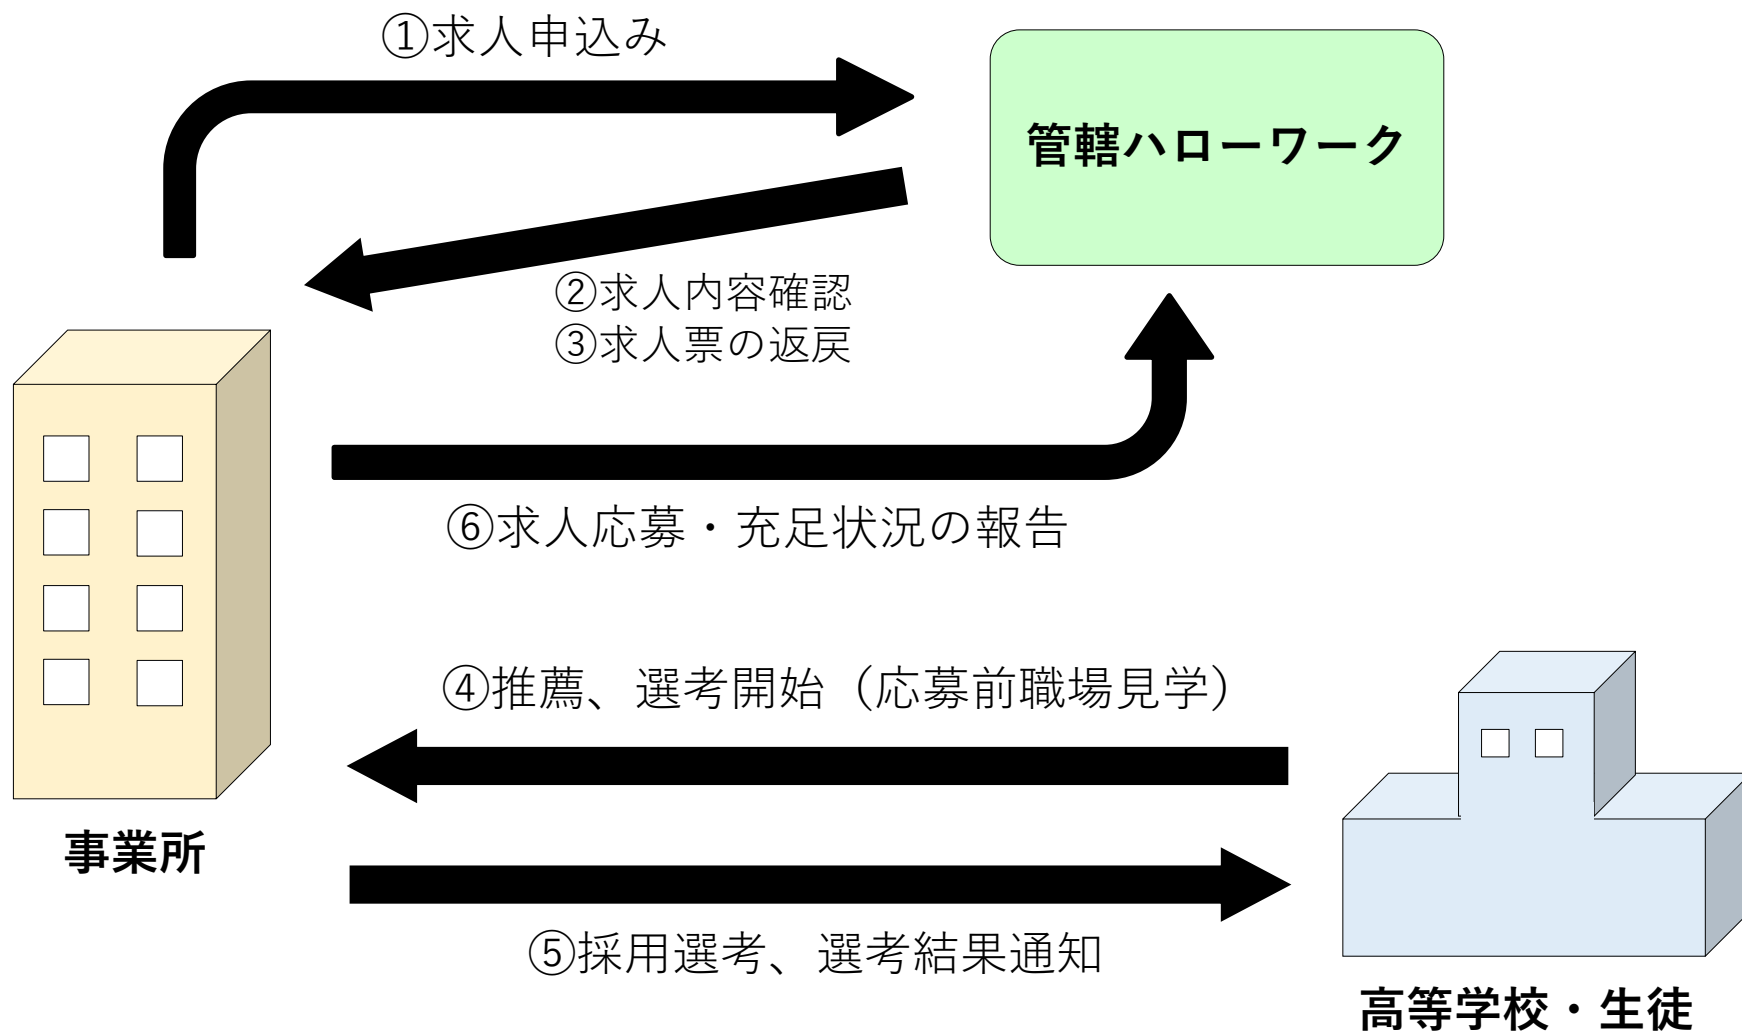 ①求人申込み
管轄ハローワーク
②求人内容確認
③求人票の返戻
⑥求人応募・充足状況の報告
④推薦、選考開始（応募前職場見学）
事業所
⑤採用選考、選考結果通知
高等学校・生徒